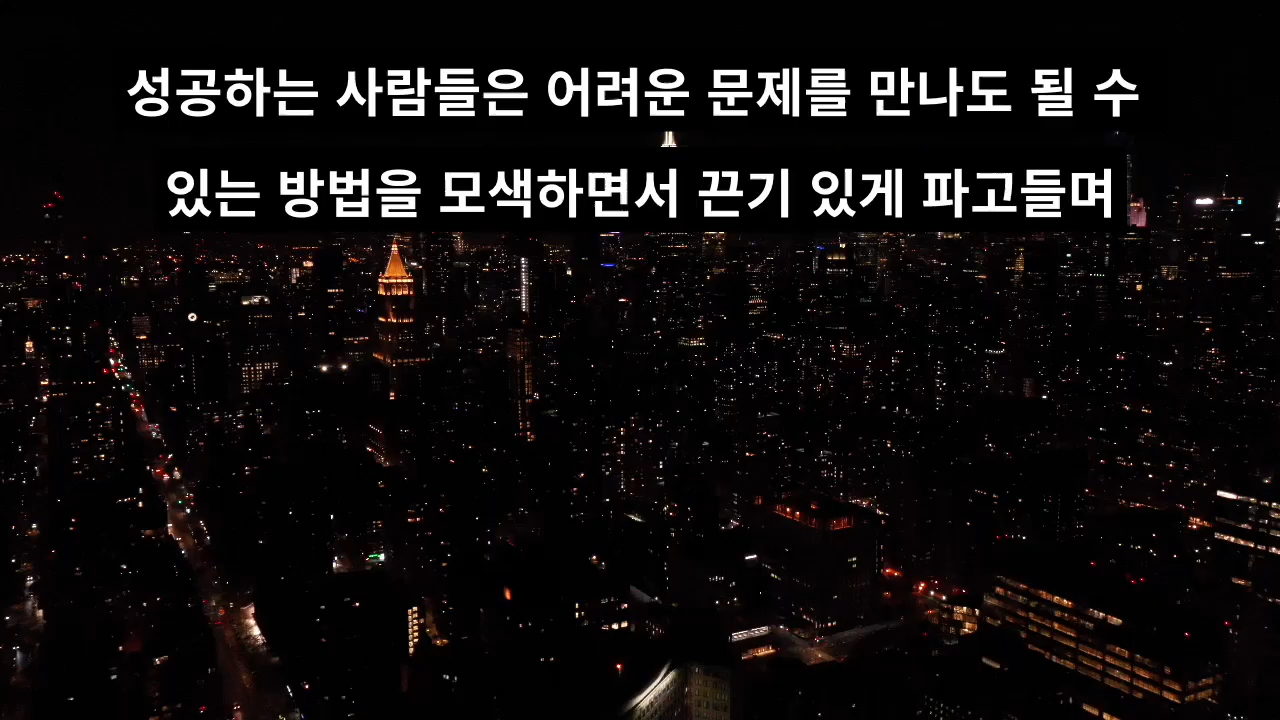 성공하는 사람들은 어려운 문제를 만나도 될 수
있는 방법을 모색하면서 끈기 있게 파고들며